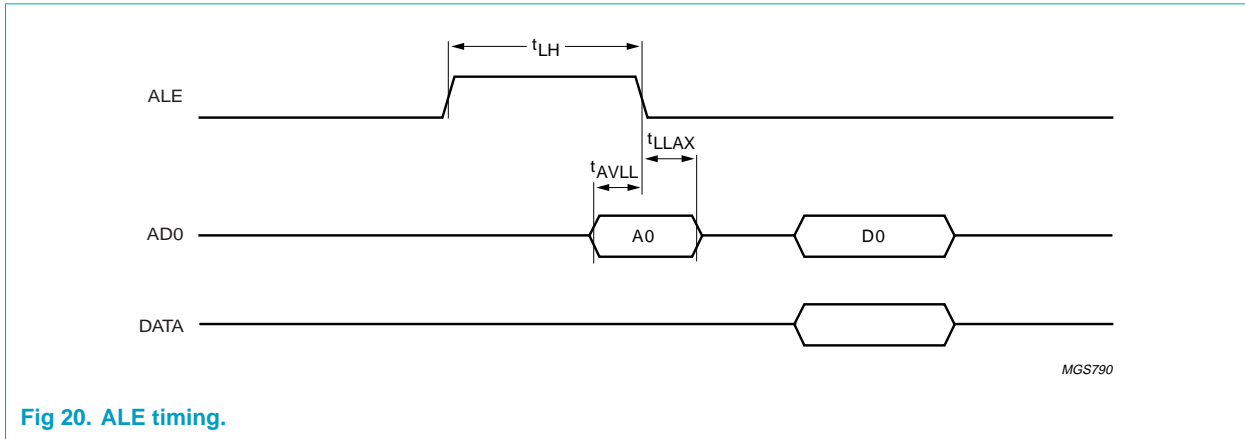 tLH
ALE
tLLAX
tAVLL
AD0
A0
D0
DATA
MGS790
Fig 20. ALE timing.